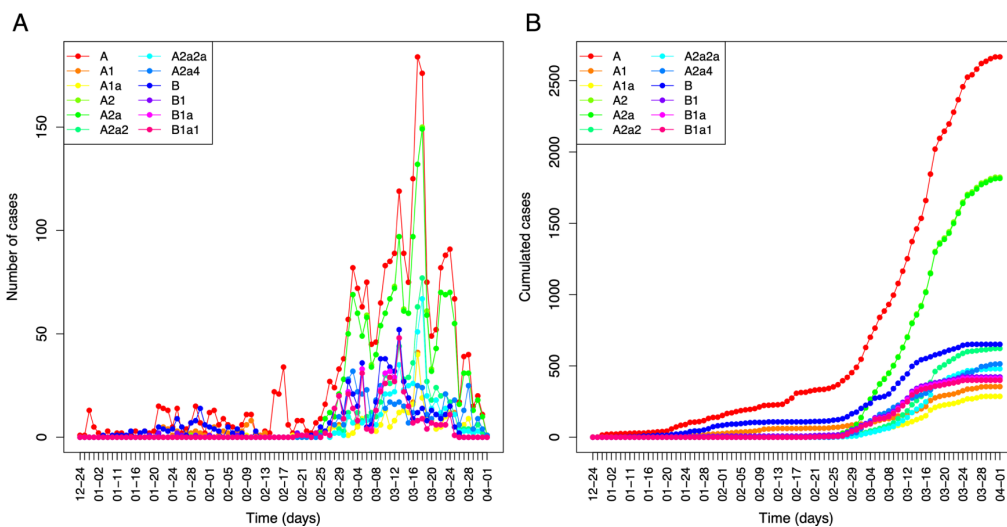 A
B
A
A1
A1a
A2
A2a
A2a2
A2a2a
A2a4
B
B1
B1a
B1a1
Number of cases
0
50
100
150
12−24
01−02
01−11
01−16
01−20
01−24
01−28
02−01
02−05
02−09
02−13
02−17
02−21
02−25
02−29
03−04
03−08
03−12
03−16
03−20
03−24
03−28
04−01
Time (days)
A
A1
A1a
A2
A2a
A2a2
A2a2a
A2a4
B
B1
B1a
B1a1
Cumulated cases
0
500
1000
1500
2000
2500
12−24
01−02
01−11
01−16
01−20
01−24
01−28
02−01
02−05
02−09
02−13
02−17
02−21
02−25
02−29
03−04
03−08
03−12
03−16
03−20
03−24
03−28
04−01
Time (days)